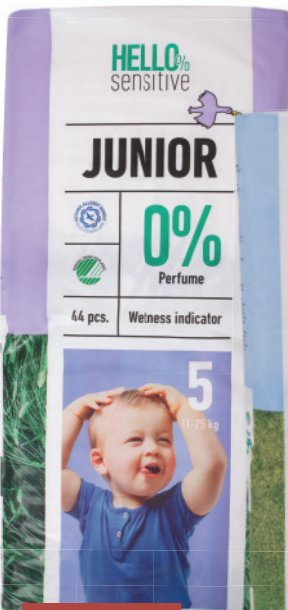 HELLO%
sensitive
JUNIOR
0%
Perfume
44 pcs.
Wetness indicator
5
11-25 kg